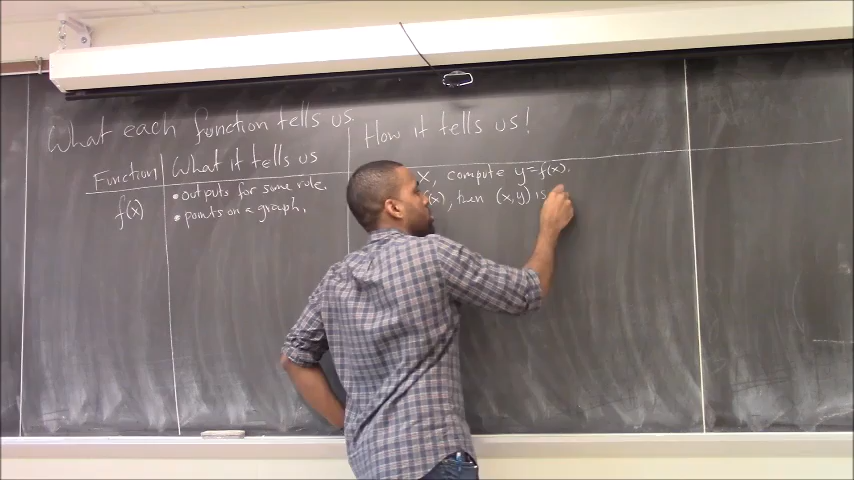 What each function tells us.
How it tells us!
Function
What it tells us
f(x)
• outputs for some rule.
• points on a graph.
x, compute y=f(x).
(x), then (x,y) is